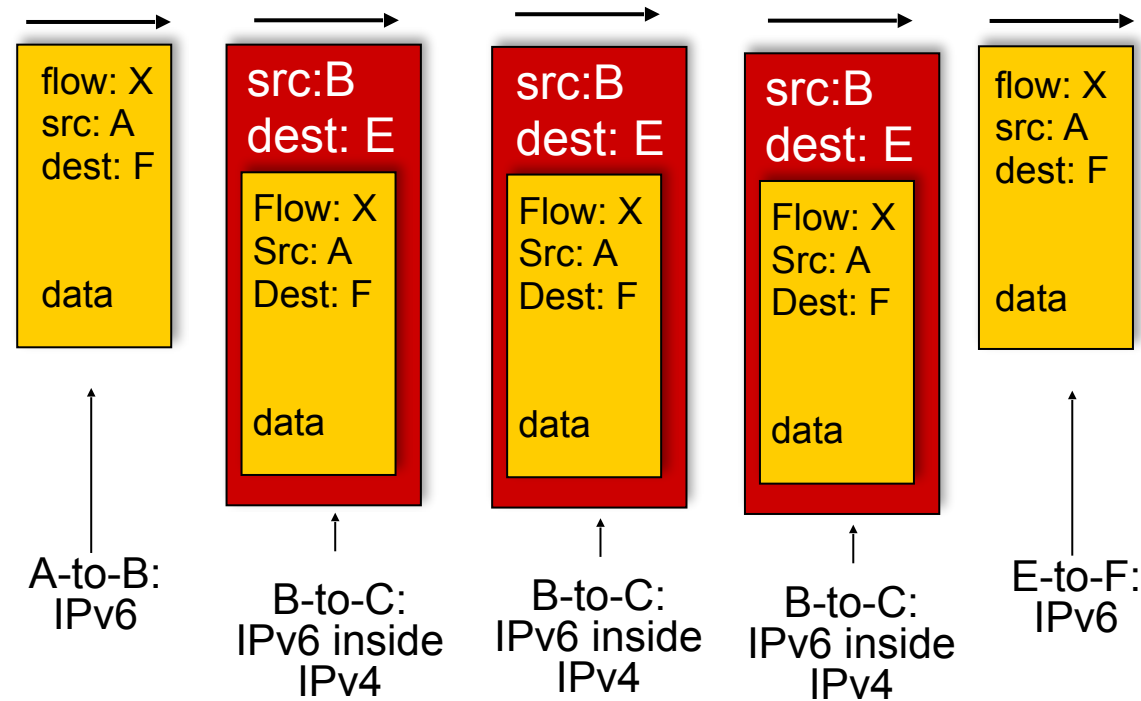 flow: X
src: A
dest: F
data
src:B
dest: E
Flow: X
Src: A
Dest: F
data
src:B
dest: E
Flow: X
Src: A
Dest: F
data
src:B
dest: E
Flow: X
Src: A
Dest: F
data
flow: X
src: A
dest: F
data
A-to-B:
IPv6
B-to-C:
IPv6 inside
IPv4
B-to-C:
IPv6 inside
IPv4
B-to-C:
IPv6 inside
IPv4
E-to-F:
IPv6